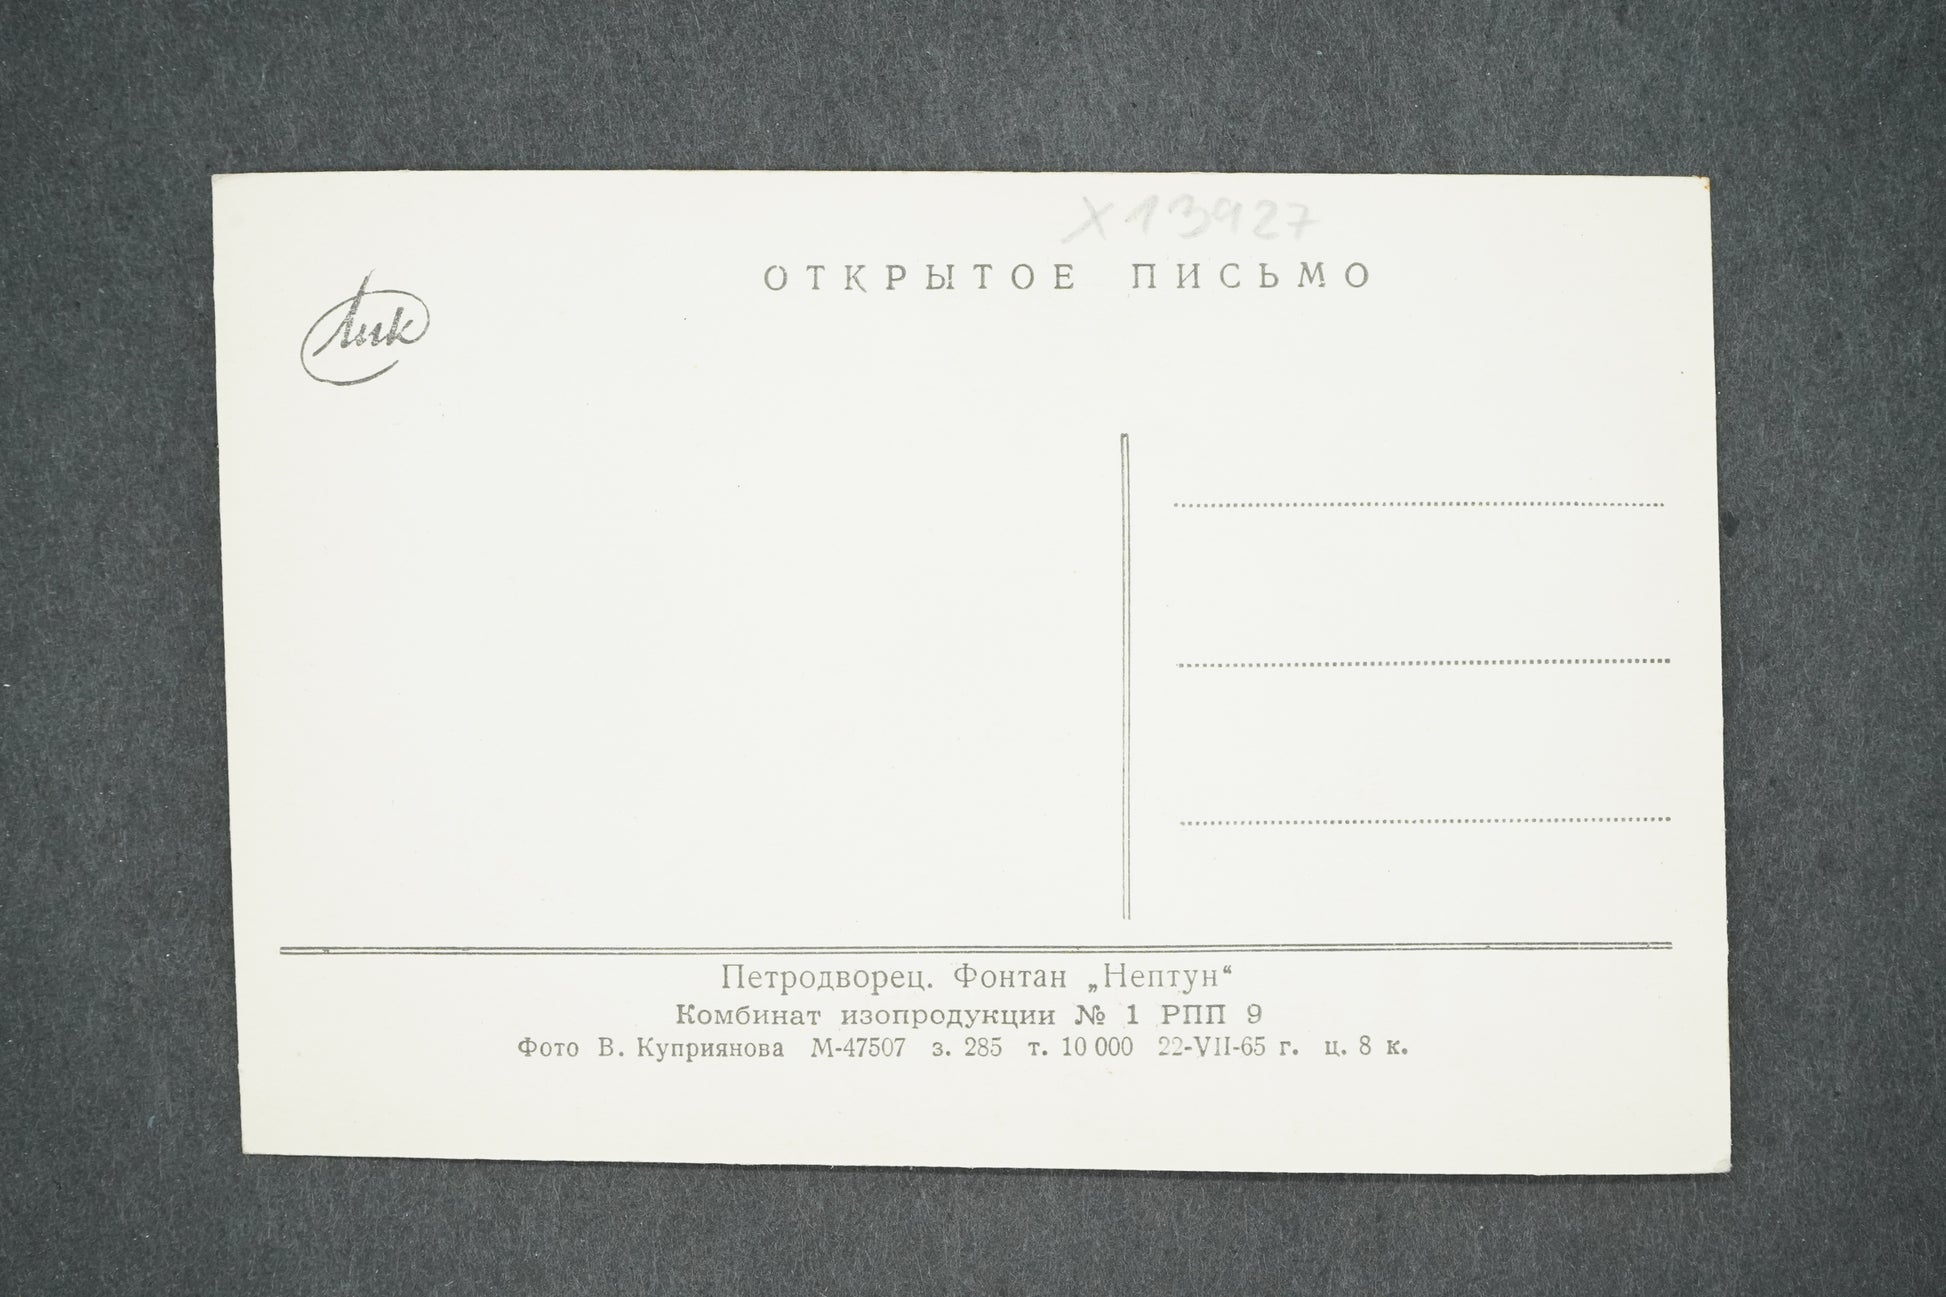 X13927
ОТКРЫТОЕ ПИСЬМО
Лик
Петродворец. Фонтан „Нептун“
Комбинат изопродукции № 1 РПП 9
Фото В. Куприянова М-47507 з. 285 т. 10 000 22-VII-65 г. ц. 8 к.